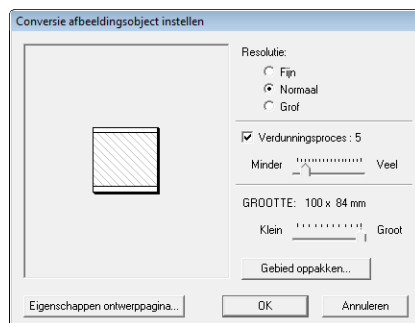 Conversie afbeeldingsobject instellen
Resolutie:
Fijn
Normaal
Grof
Verdunningsproces : 5
Minder Veel
GROOTTE: 100 x 84 mm
Klein Groot
Gebied oppakken...
Eigenschappen ontwerppagina... OK Annuleren